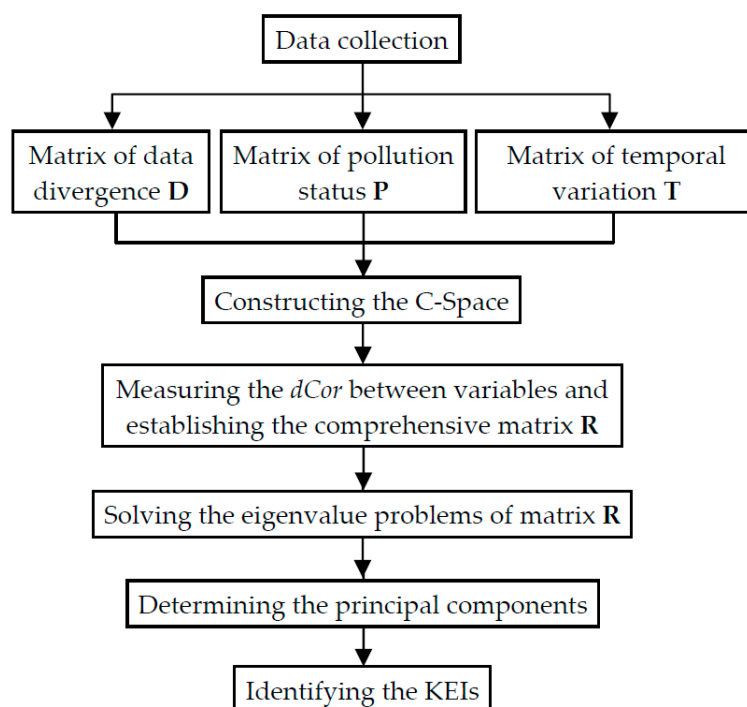 Data collection
Matrix of data
divergence D
Matrix of pollution
status P
Matrix of temporal
variation T
Constructing the C-Space
Measuring the dCor between variables and
establishing the comprehensive matrix R
Solving the eigenvalue problems of matrix R
Determining the principal components
Identifying the KEIs